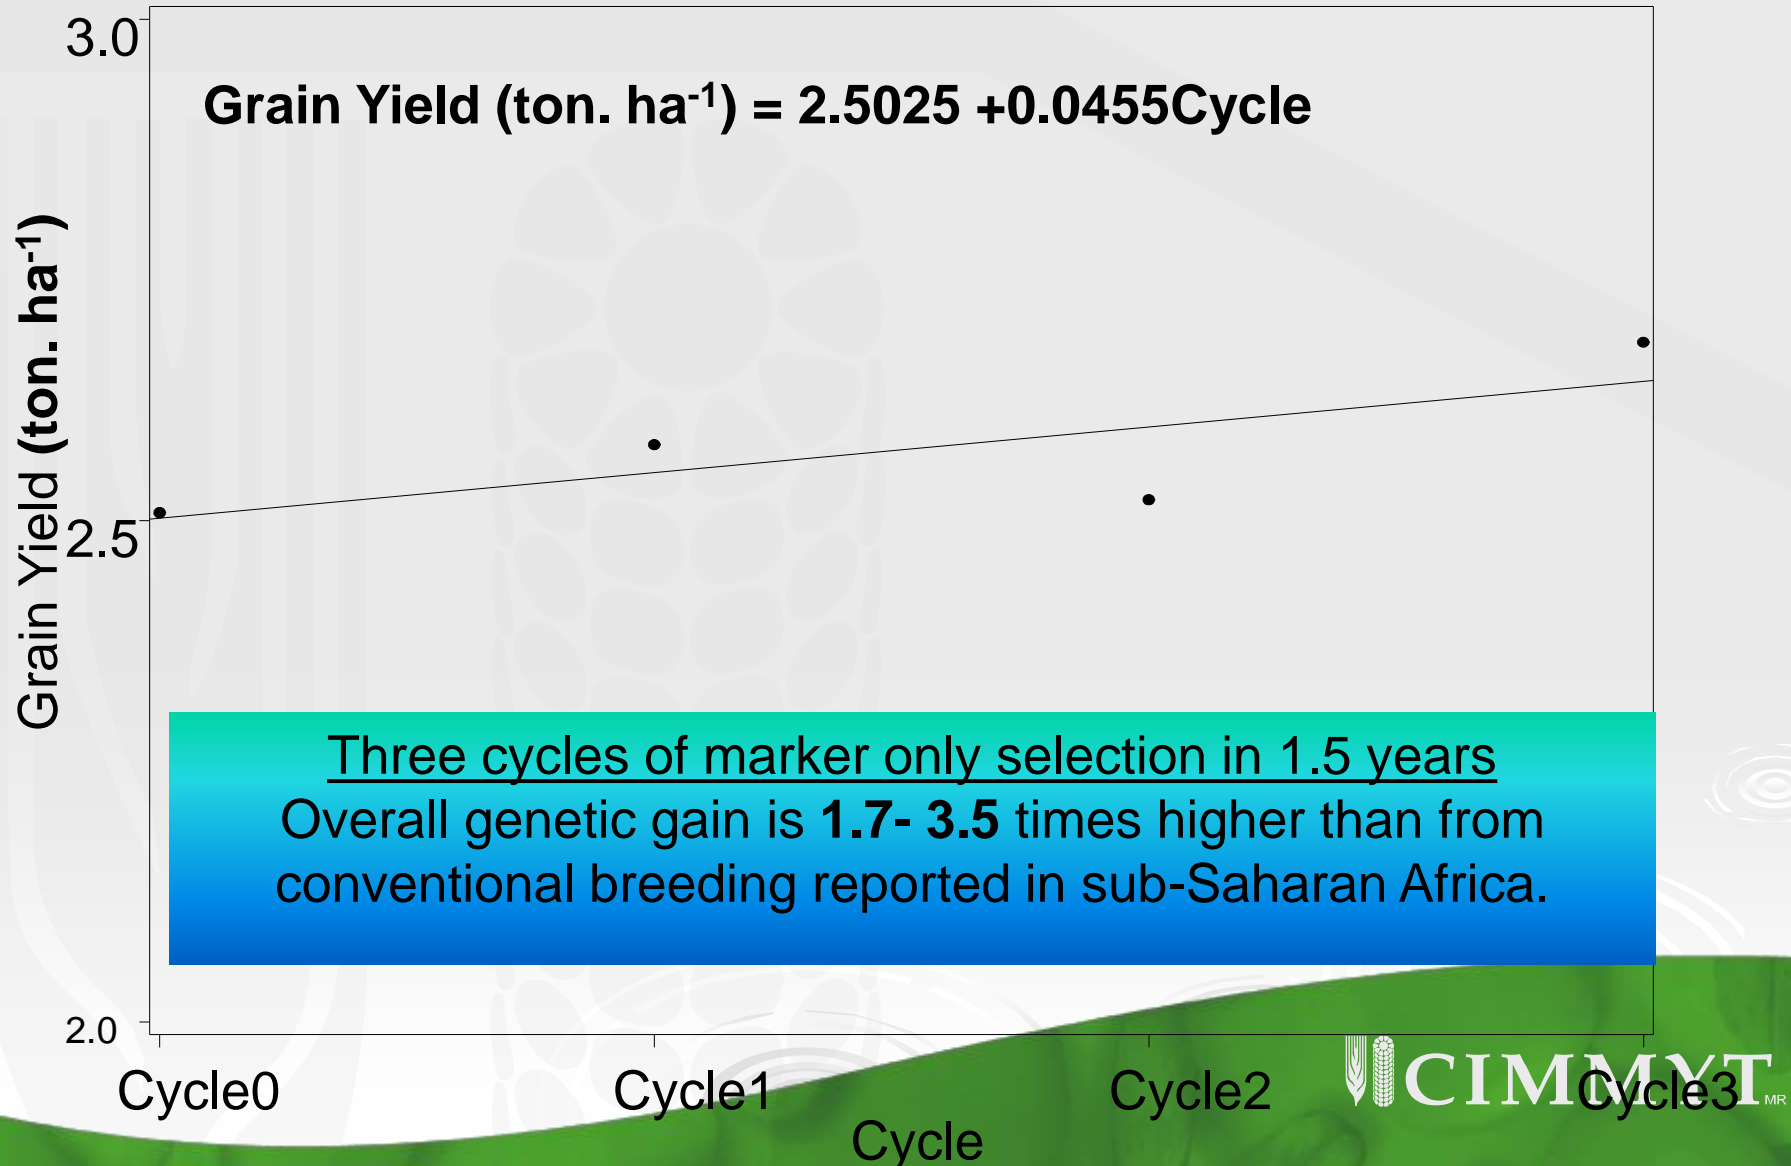 3.0
Grain Yield (ton. ha-1) = 2.5025 +0.0455Cycle
Grain Yield (ton. ha-1)
2.5
Three cycles of marker only selection in 1.5 years
Overall genetic gain is 1.7- 3.5 times higher than from
conventional breeding reported in sub-Saharan Africa.
2.0
Cycle0 Cycle1 Cycle2 Cycle3
CIMMYT MR
Cycle